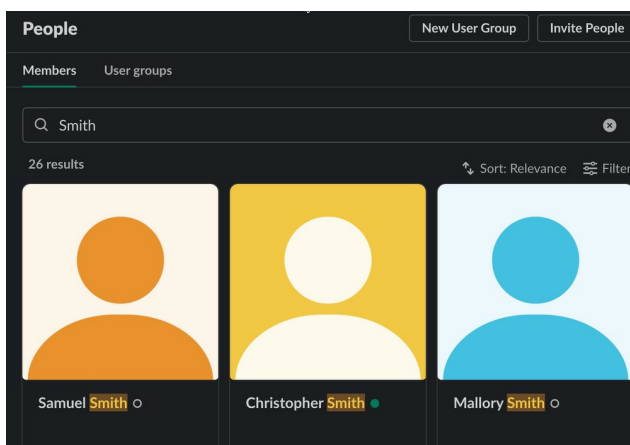 People
New User Group
Invite People
Members
User groups
Smith
26 results
Sort: Relevance
Filter
Samuel Smith
Christopher Smith
Mallory Smith